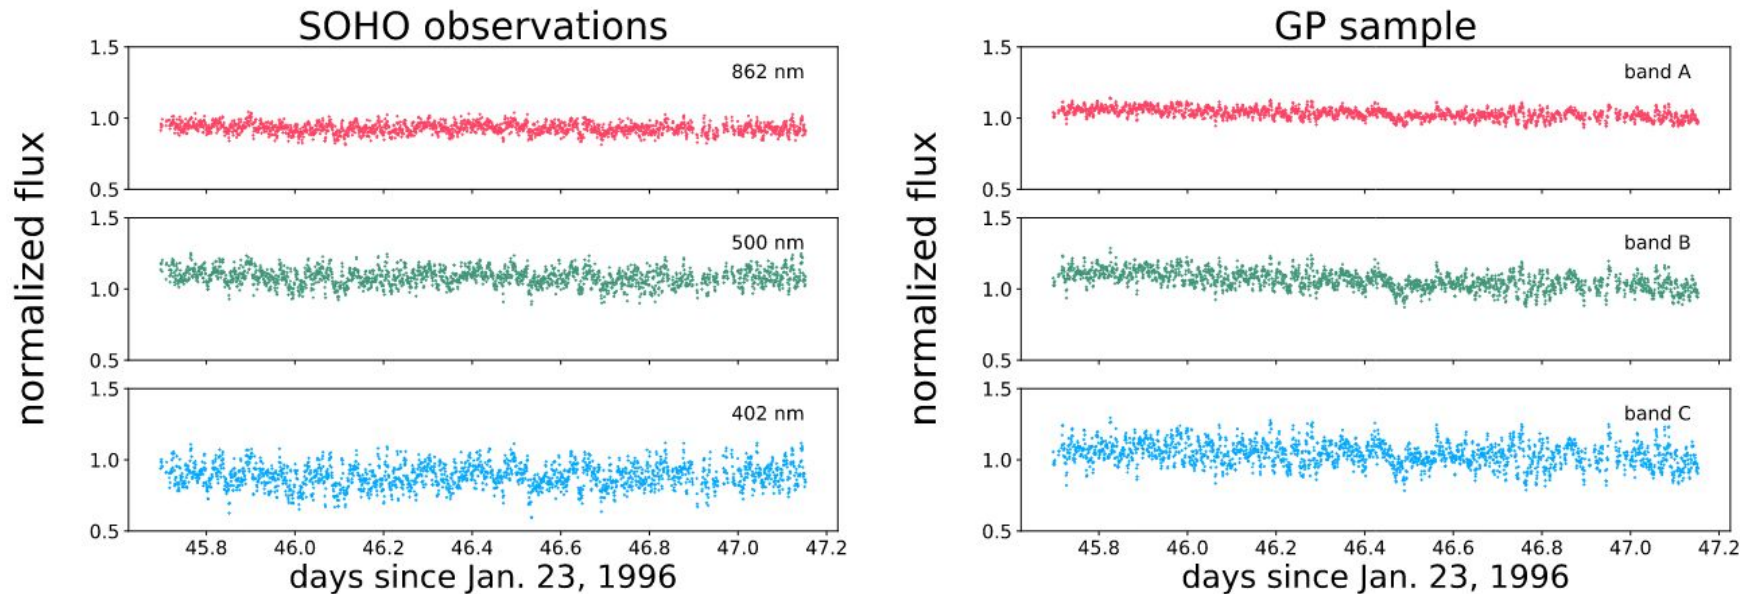 SOHO observations
normalized flux
1.5
862 nm
1.0
0.5
1.5
500 nm
1.0
0.5
1.5
402 nm
1.0
0.5
45.8 46.0 46.2 46.4 46.6 46.8 47.0 47.2
days since Jan. 23, 1996
GP sample
normalized flux
1.5
band A
1.0
0.5
1.5
band B
1.0
0.5
1.5
band C
1.0
0.5
45.8 46.0 46.2 46.4 46.6 46.8 47.0 47.2
days since Jan. 23, 1996